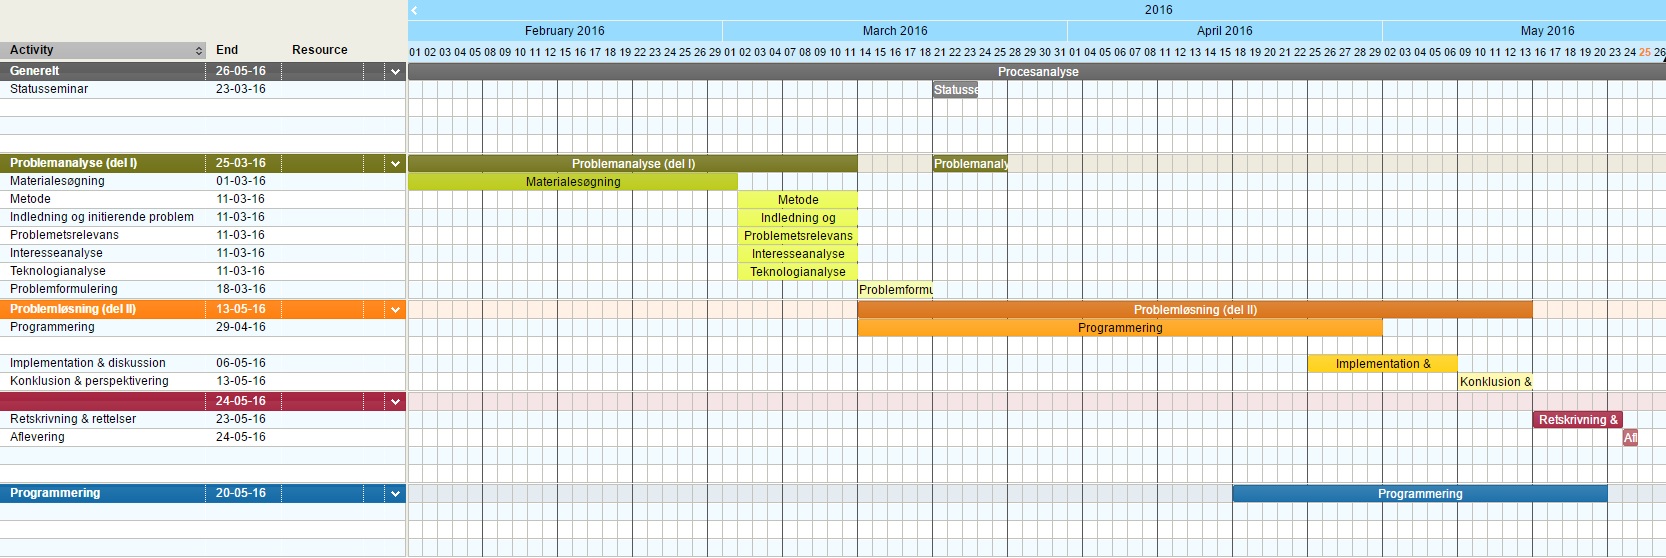 2016
February 2016 March 2016 April 2016 May 2016
Activity End Resource 01 02 03 04 05 08 09 10 11 12 15 16 17 18 19 22 23 24 25 26 29 01 02 03 04 07 08 09 10 11 14 15 16 17 18 21 22 23 24 25 28 29 30 31 01 04 05 06 07 08 11 12 13 14 15 18 19 20 21 22 25 26 27 28 29 02 03 04 05 06 09 10 11 12 13 16 17 18 19 20 23 24 25 26
Generelt 26-05-16 Procesanalyse
Statusseminar 23-03-16 Statusse
Problemanalyse (del I) 25-03-16 Problemanalyse (del I) Problemanaly
Materialesøgning 01-03-16 Materialesøgning
Metode 11-03-16 Metode
Indledning og initierende problem 11-03-16 Indledning og
Problemetsrelevans 11-03-16 Problemetsrelevans
Interesseanalyse 11-03-16 Interesseanalyse
Teknologianalyse 11-03-16 Teknologianalyse
Problemformulering 18-03-16 Problemformu
Problemløsning (del II) 13-05-16 Problemløsning (del II)
Programmering 29-04-16 Programmering
Implementation & diskussion 06-05-16 Implementation &
Konklusion & perspektivering 13-05-16 Konklusion &
24-05-16
Retskrivning & rettelser 23-05-16 Retskrivning &
Aflevering 24-05-16 Afl
Programmering 20-05-16 Programmering